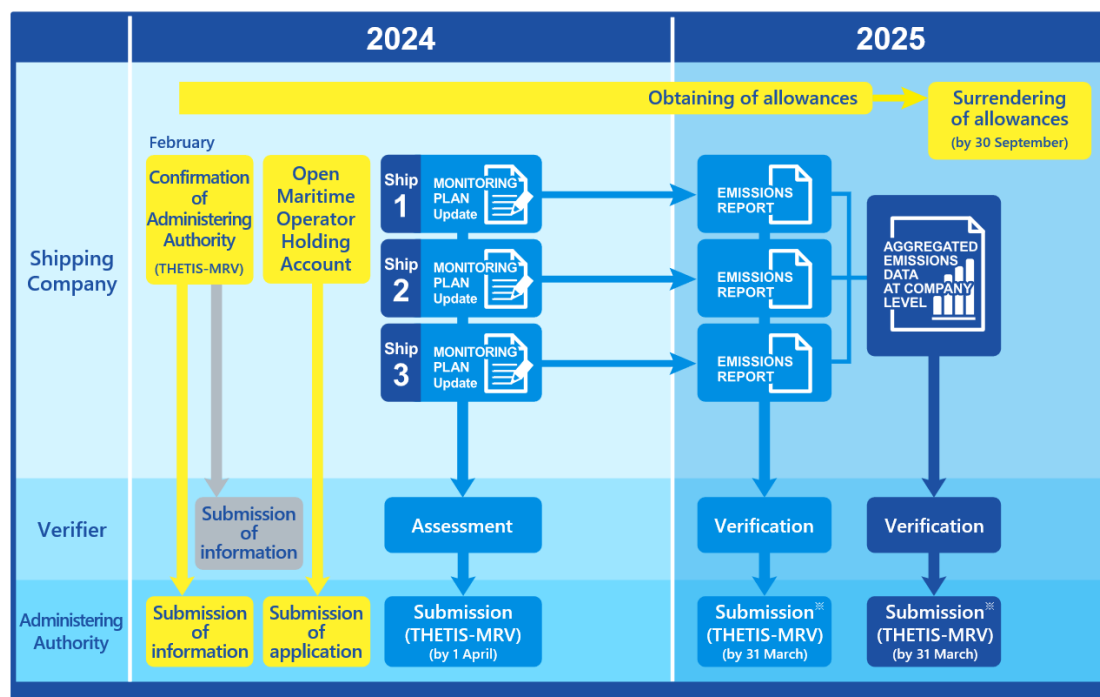 2024
2025
Obtaining of allowances
Surrendering
of allowances
(by 30 September)
February
Confirmation
of
Administering
Authority
(THETIS-MRV)
Open
Maritime
Operator
Holding
Account
Ship
1
MONITORING
PLAN
Update
EMISSIONS
REPORT
Ship
2
MONITORING
PLAN
Update
EMISSIONS
REPORT
Ship
3
MONITORING
PLAN
Update
EMISSIONS
REPORT
AGGREGATED
EMISSIONS
DATA
AT COMPANY
LEVEL
Shipping
Company
Verifier
Submission
of
information
Assessment
Verification
Verification
Administering
Authority
Submission
of
information
Submission
of
application
Submission
(THETIS-MRV)
(by 1 April)
Submission※
(THETIS-MRV)
(by 31 March)
Submission※
(THETIS-MRV)
(by 31 March)